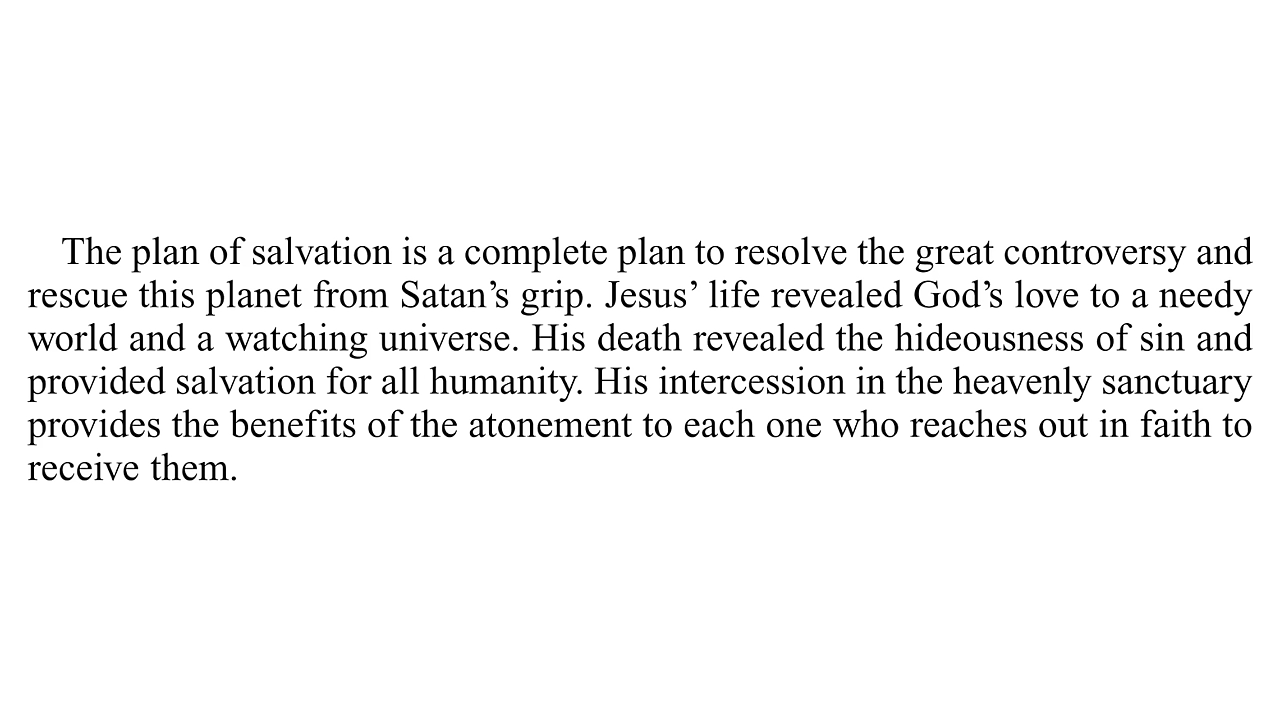 The plan of salvation is a complete plan to resolve the great controversy and
rescue this planet from Satan’s grip. Jesus’ life revealed God’s love to a needy
world and a watching universe. His death revealed the hideousness of sin and
provided salvation for all humanity. His intercession in the heavenly sanctuary
provides the benefits of the atonement to each one who reaches out in faith to
receive them.